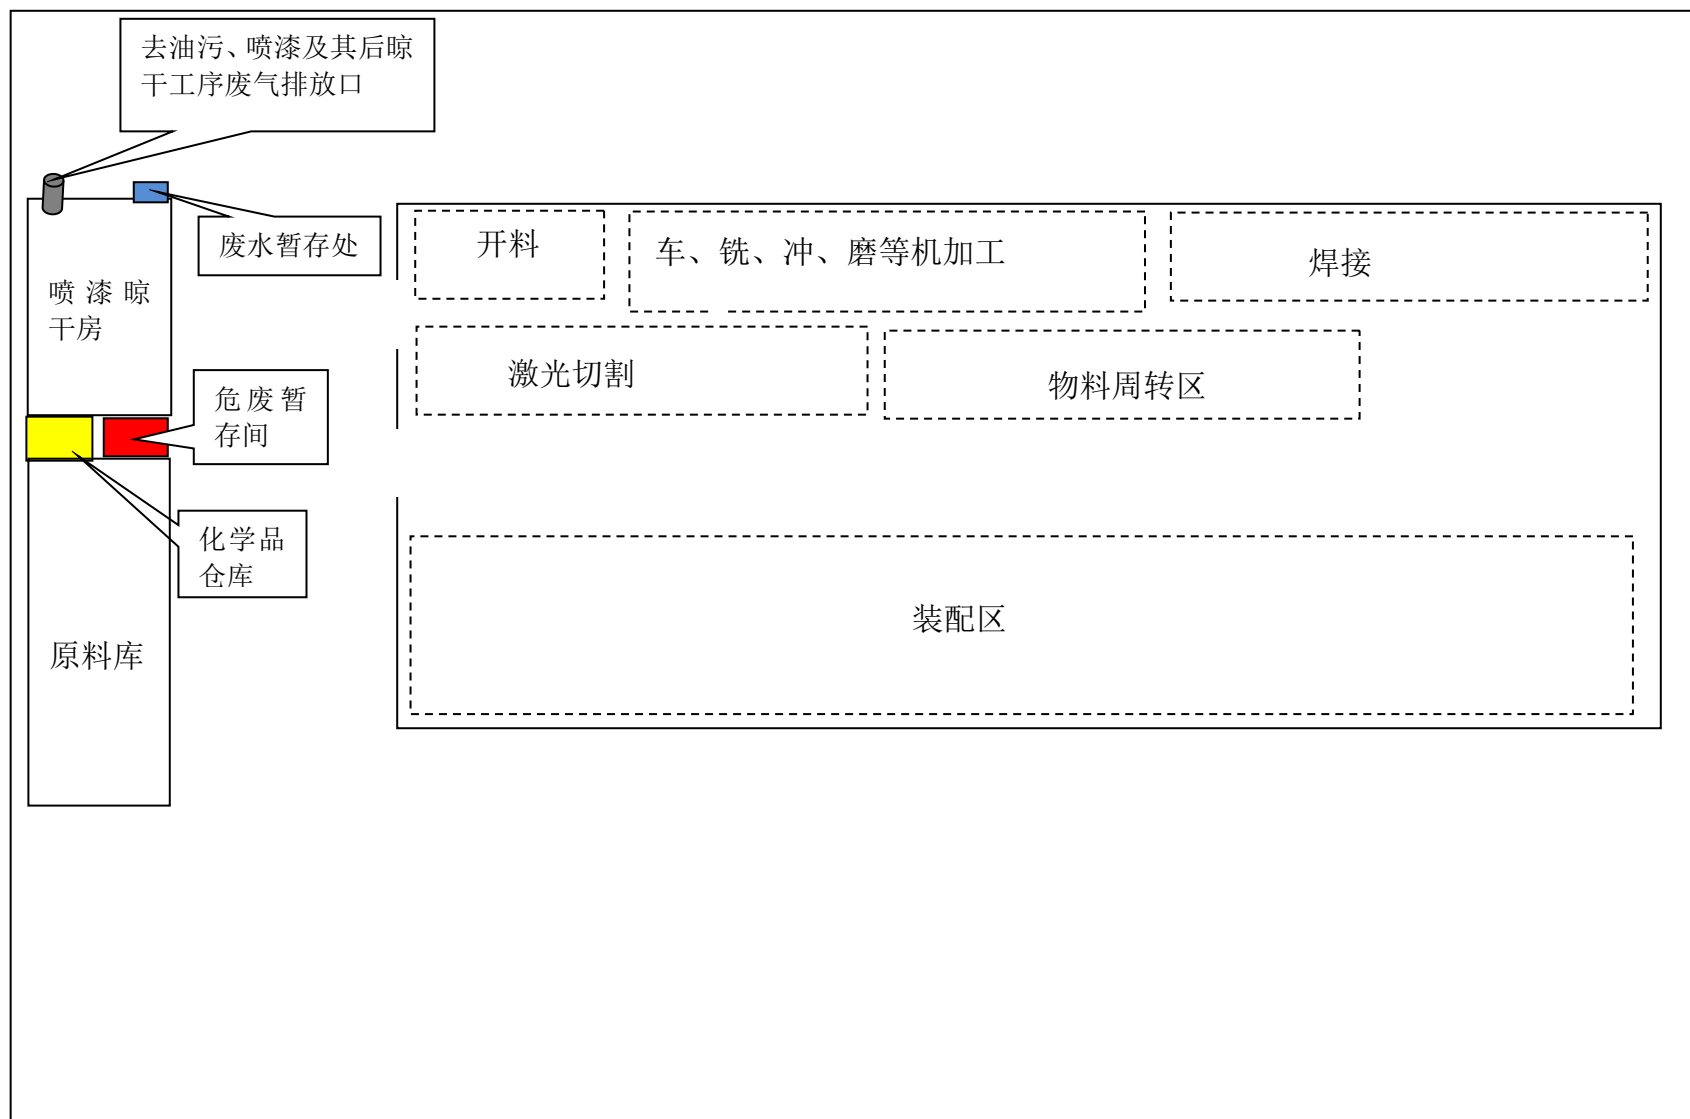 去油污、喷漆及其后晾
干工序废气排放口
废水暂存处
开料
车、铣、冲、磨等机加工
焊接
喷漆晾
干房
激光切割
物料周转区
危废暂
存间
化学品
仓库
装配区
原料库